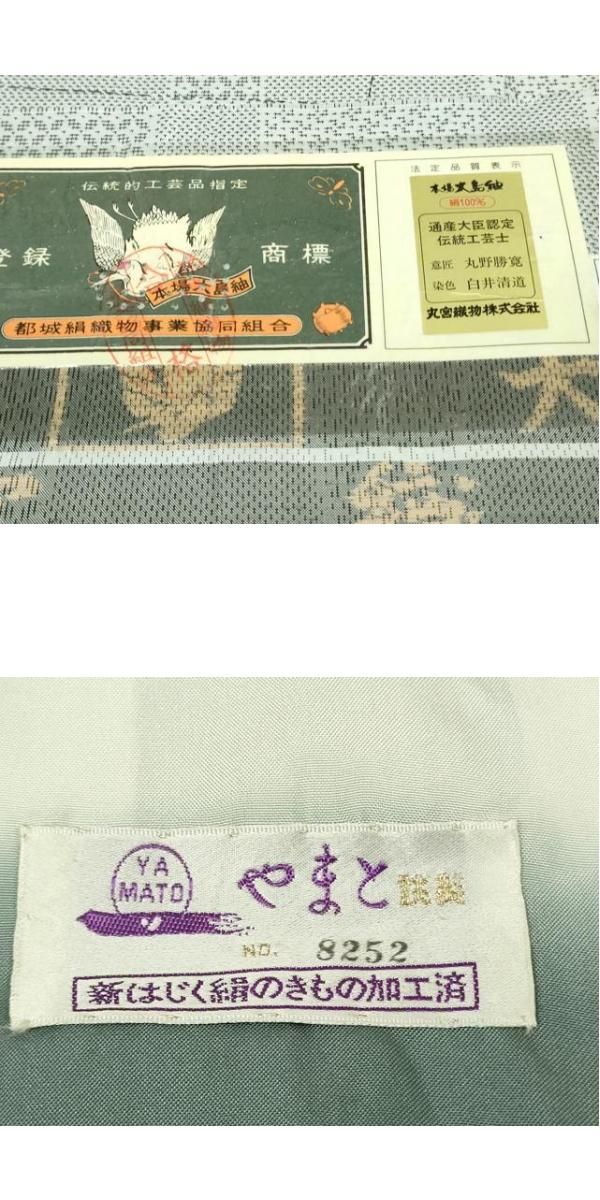 伝統的工芸品指定
登録
商標
本場大島紬
都城絹織物事業協同組合
法定品質表示
本場大島紬
絹100%
通産大臣認定
伝統工芸士
意匠 丸野勝寛
染色 白井清道
丸宮織物株式会社
YA
MATO
やまと謹製
NO. 8252
新はじく絹のきもの加工済